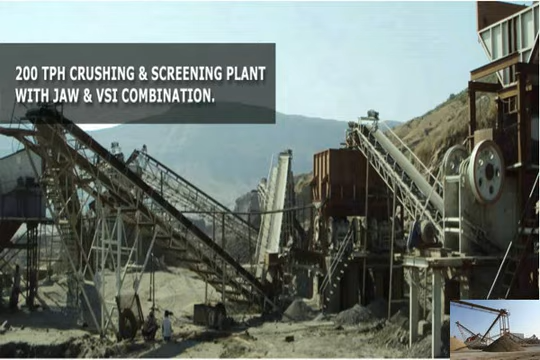 200 TPH CRUSHING & SCREENING PLANT
WITH JAW & VSI COMBINATION.